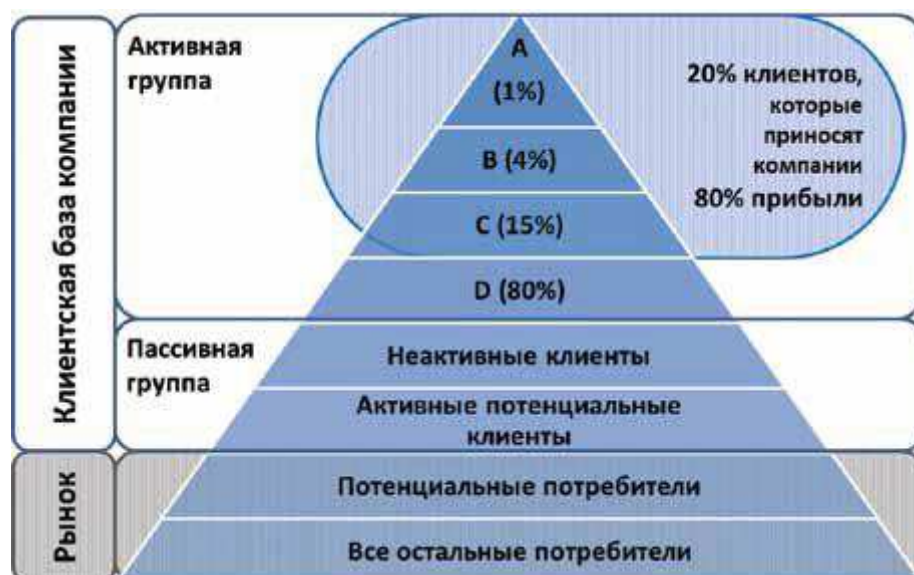 Клиентская база компании
Рынок
Активная
группа
Пассивная
группа
A
(1%)
B (4%)
C (15%)
D (80%)
Неактивные клиенты
Активные потенциальные
клиенты
Потенциальные потребители
Все остальные потребители
20% клиентов,
которые
приносят
компании
80% прибыли